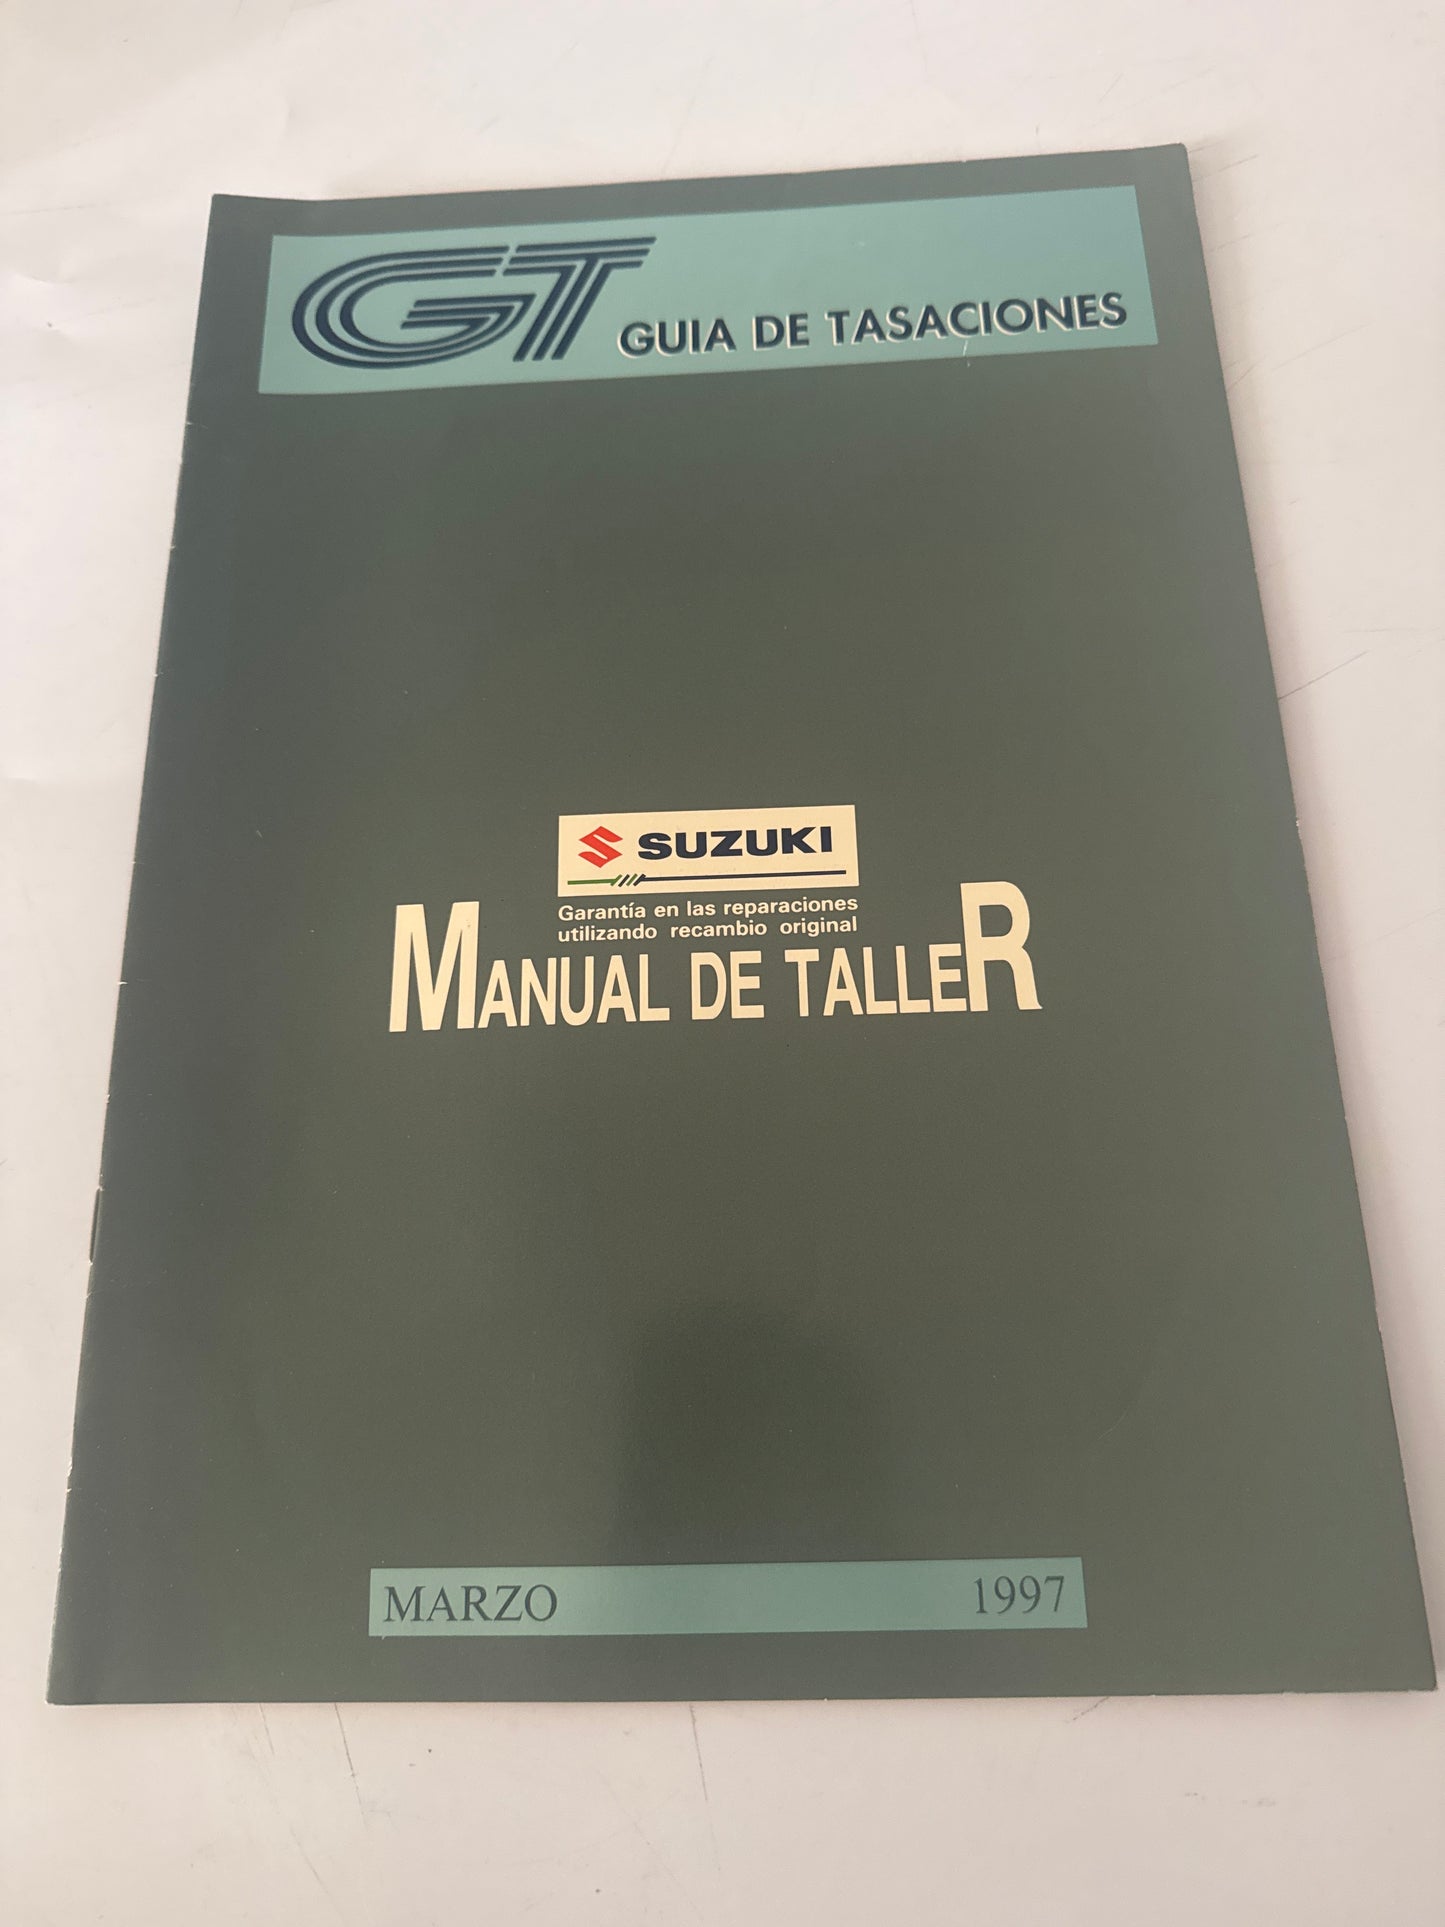 GT GUIA DE TASACIONES
SUZUKI
Garantía en las reparaciones
utilizando recambio original
MANUAL DE TALLER
MARZO 1997